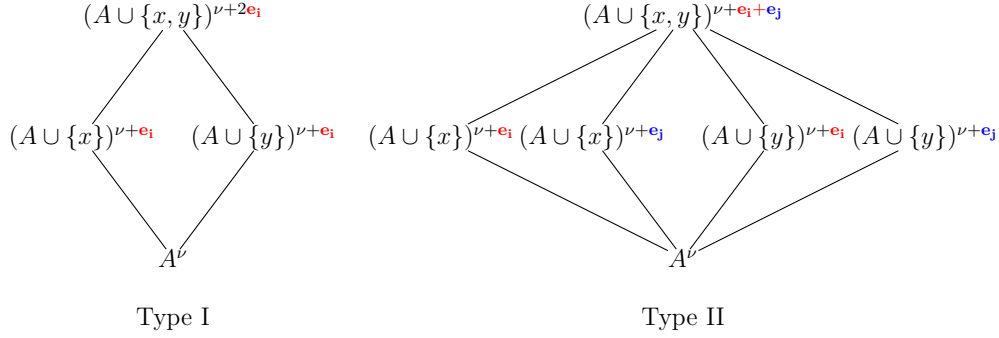 (A ∪ {x, y})^{ν+2e_i} (A ∪ {x, y})^{ν+e_i+e_j}
(A ∪ {x})^{ν+e_i} (A ∪ {y})^{ν+e_i} (A ∪ {x})^{ν+e_i} (A ∪ {x})^{ν+e_j} (A ∪ {y})^{ν+e_i} (A ∪ {y})^{ν+e_j}
A^ν A^ν
Type I Type II